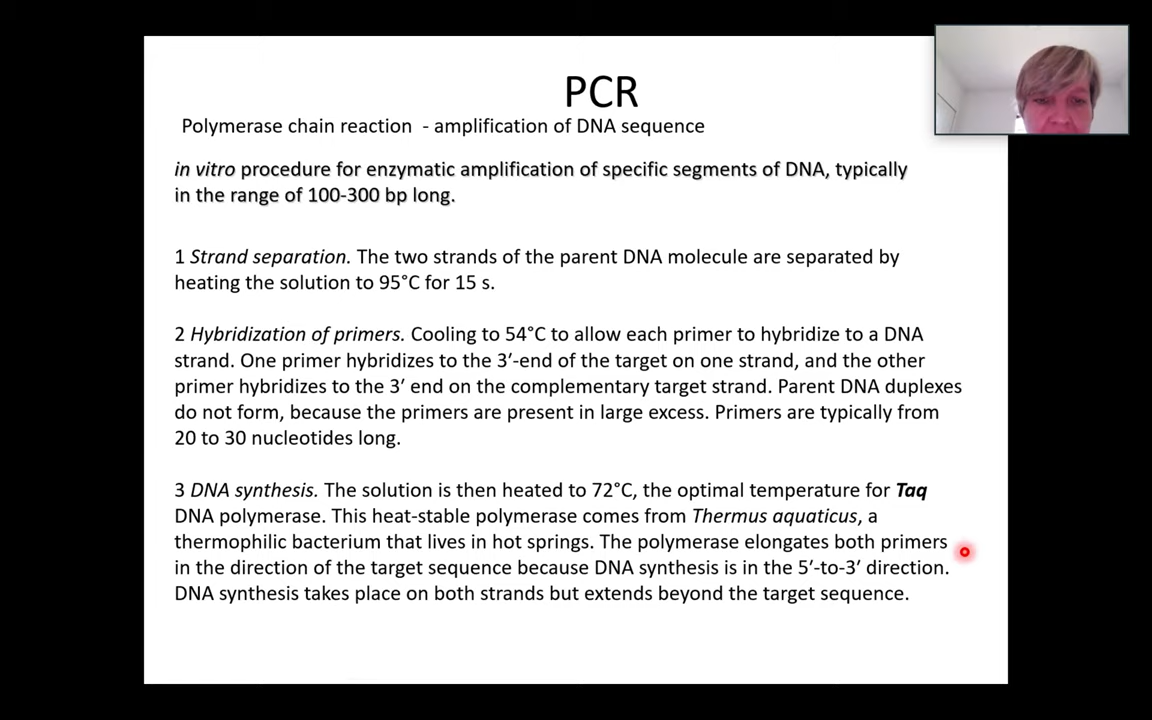 PCR
Polymerase chain reaction - amplification of DNA sequence
in vitro procedure for enzymatic amplification of specific segments of DNA, typically
in the range of 100-300 bp long.
1 Strand separation. The two strands of the parent DNA molecule are separated by
heating the solution to 95°C for 15 s.
2 Hybridization of primers. Cooling to 54°C to allow each primer to hybridize to a DNA
strand. One primer hybridizes to the 3′-end of the target on one strand, and the other
primer hybridizes to the 3′ end on the complementary target strand. Parent DNA duplexes
do not form, because the primers are present in large excess. Primers are typically from
20 to 30 nucleotides long.
3 DNA synthesis. The solution is then heated to 72°C, the optimal temperature for Taq
DNA polymerase. This heat-stable polymerase comes from Thermus aquaticus, a
thermophilic bacterium that lives in hot springs. The polymerase elongates both primers
in the direction of the target sequence because DNA synthesis is in the 5′-to-3′ direction.
DNA synthesis takes place on both strands but extends beyond the target sequence.